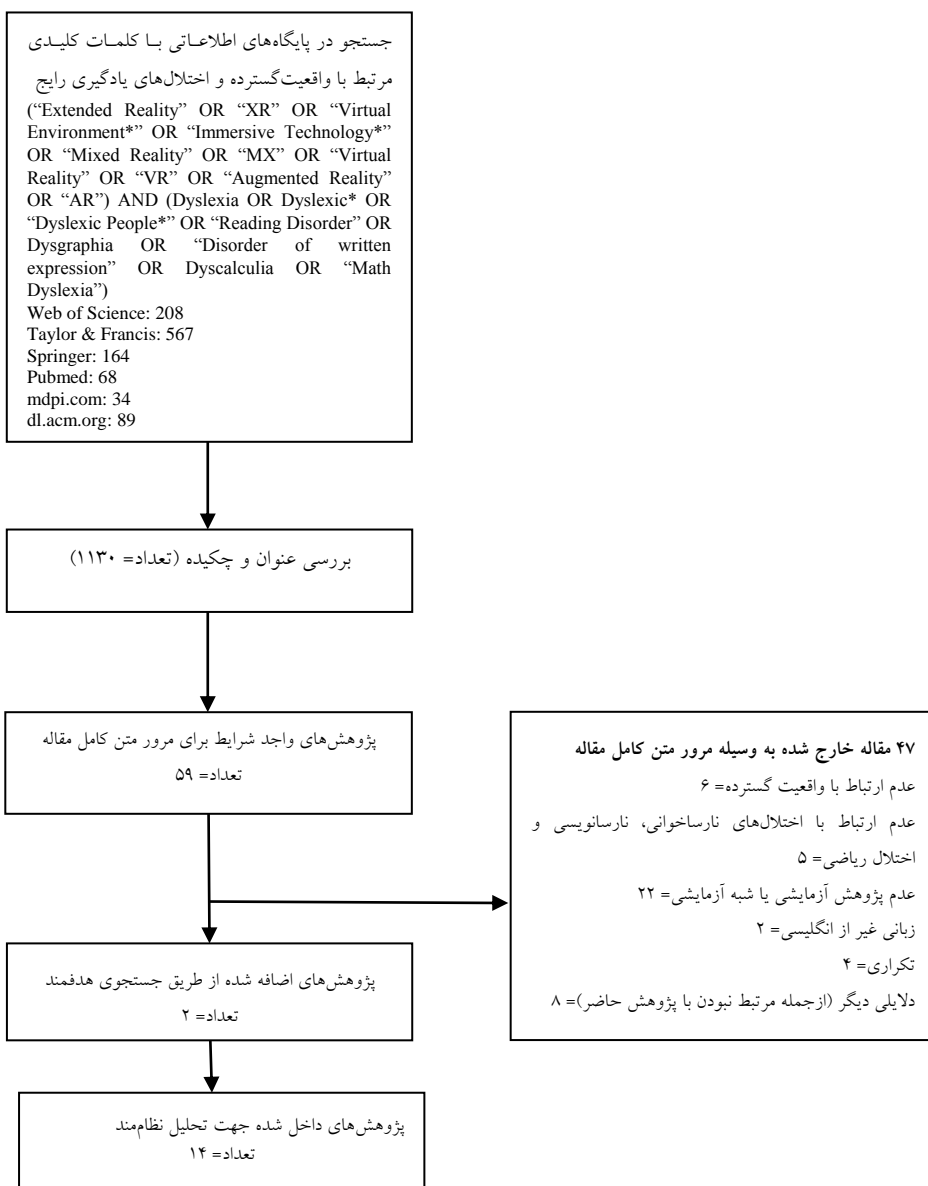 جستجو در پایگاه‌های اطلاعـاتی بـا کلمـات کلیـدی
مرتبط با واقعیت‌گسترده و اختلال‌های یادگیری رایج
(“Extended Reality” OR “XR” OR “Virtual
Environment*” OR “Immersive Technology*”
OR “Mixed Reality” OR “MX” OR “Virtual
Reality” OR “VR” OR “Augmented Reality”
OR “AR”) AND (Dyslexia OR Dyslexic* OR
“Dyslexic People*” OR “Reading Disorder” OR
Dysgraphia OR “Disorder of written
expression” OR Dyscalculia OR “Math
Dyslexia”)
Web of Science: 208
Taylor & Francis: 567
Springer: 164
Pubmed: 68
mdpi.com: 34
dl.acm.org: 89
بررسی عنوان و چکیده (تعداد= ۱۱۳۰)
پژوهش‌های واجد شرایط برای مرور متن کامل مقاله
تعداد= ۵۹
۴۷ مقاله خارج شده به وسیله مرور متن کامل مقاله
عدم ارتباط با واقعیت گسترده= ۶
عدم ارتباط با اختلال‌های نارساخوانی، نارسانویسی و
اختلال ریاضی= ۵
عدم پژوهش آزمایشی یا شبه آزمایشی= ۲۲
زبانی غیر از انگلیسی= ۲
تکراری= ۴
دلایلی دیگر (ازجمله مرتبط نبودن با پژوهش حاضر)= ۸
پژوهش‌های اضافه شده از طریق جستجوی هدفمند
تعداد= ۲
پژوهش‌های داخل شده جهت تحلیل نظام‌مند
تعداد= ۱۴